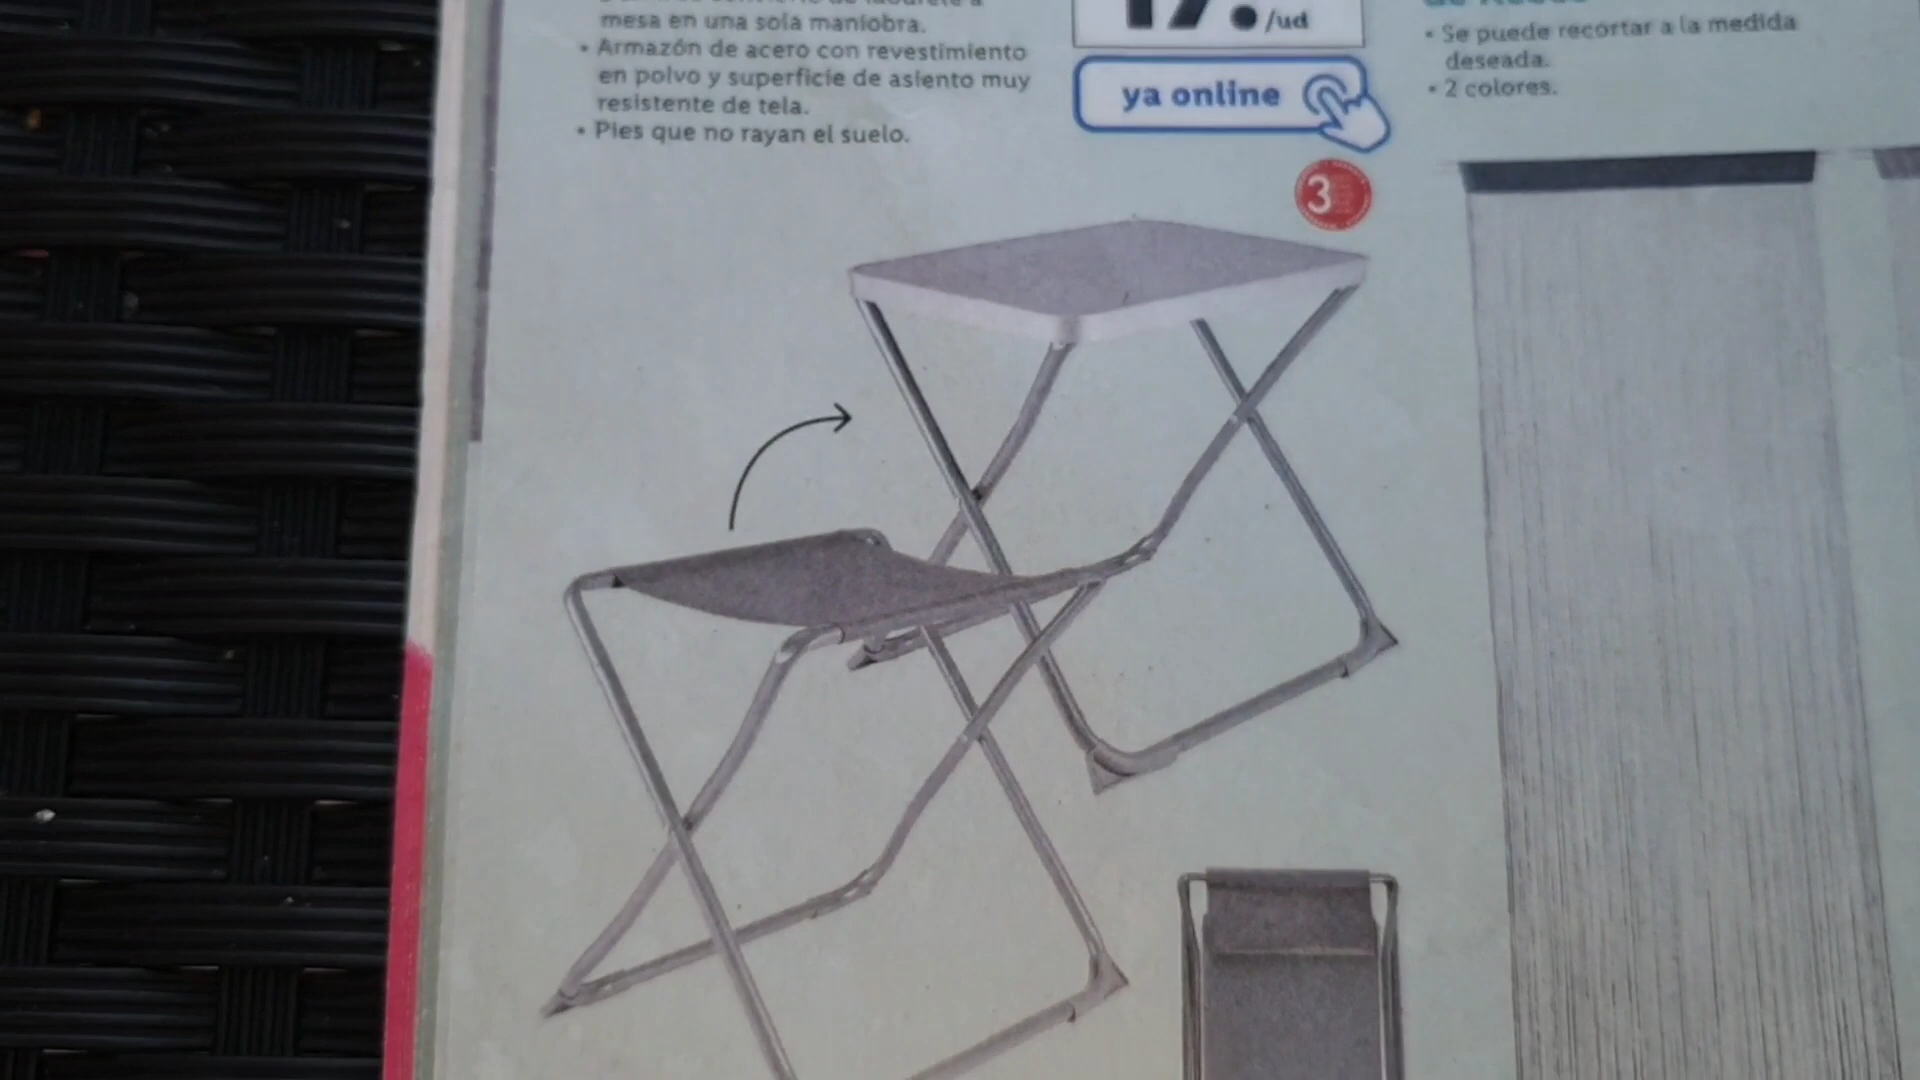 mesa en una sola maniobra.
• Armazón de acero con revestimiento
en polvo y superficie de asiento muy
resistente de tela.
• Pies que no rayan el suelo.
/ud
ya online
3
• Se puede recortar a la medida
deseada.
• 2 colores.